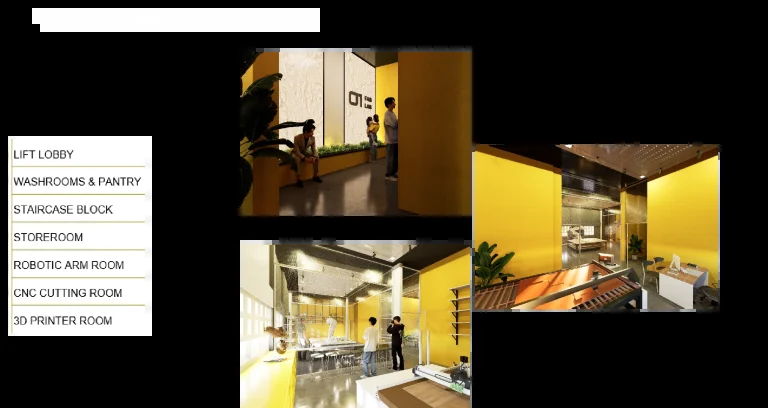 LIFT LOBBY
WASHROOMS & PANTRY
STAIRCASE BLOCK
STOREROOM
ROBOTIC ARM ROOM
CNC CUTTING ROOM
3D PRINTER ROOM
01